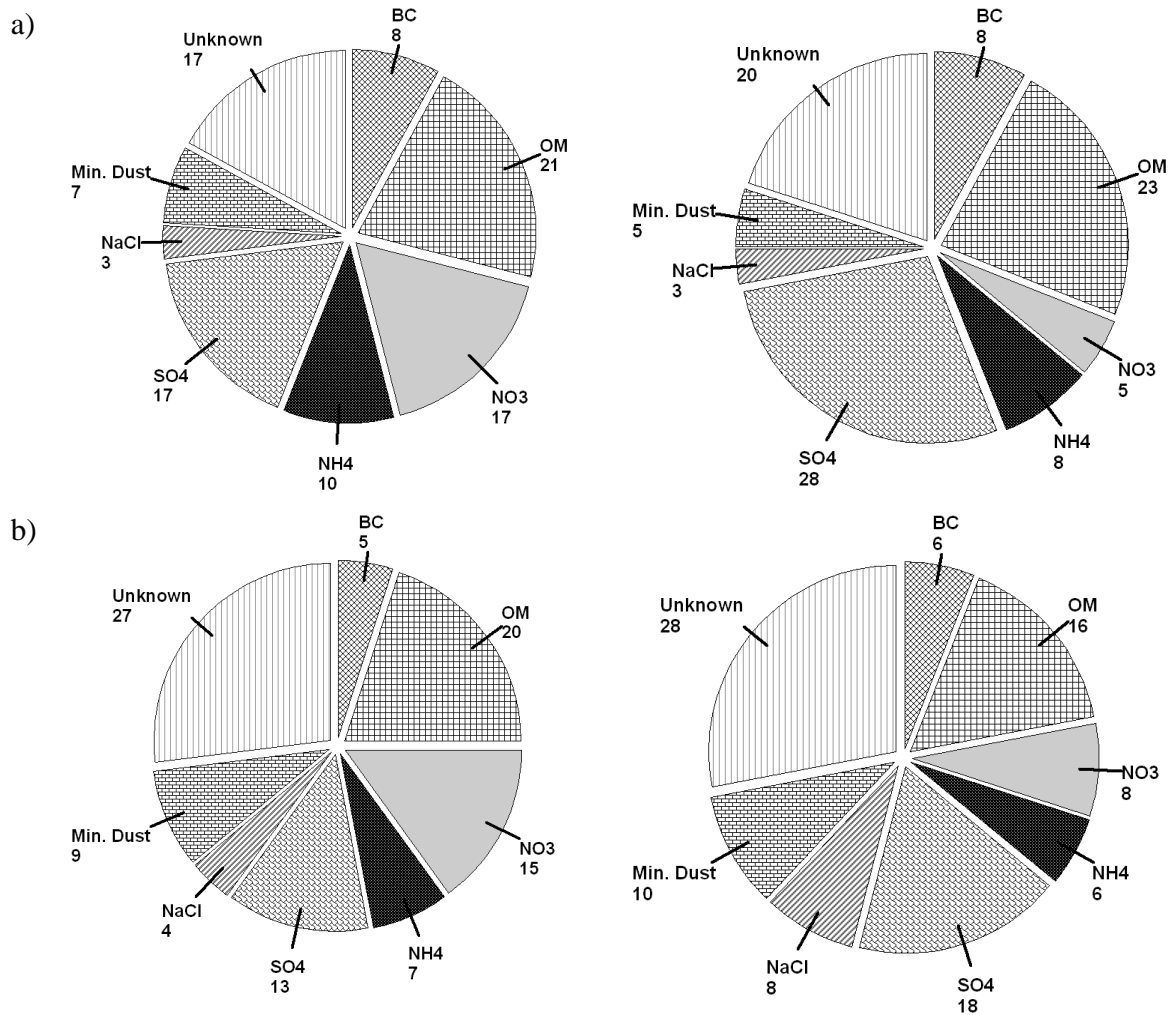 a)
BC
8
OM
21
NO3
17
NH4
10
SO4
17
NaCl
3
Min. Dust
7
Unknown
17
BC
8
OM
23
NO3
5
NH4
8
SO4
28
NaCl
3
Min. Dust
5
Unknown
20
b)
BC
5
OM
20
NO3
15
NH4
7
SO4
13
NaCl
4
Min. Dust
9
Unknown
27
BC
6
OM
16
NO3
8
NH4
6
SO4
18
NaCl
8
Min. Dust
10
Unknown
28